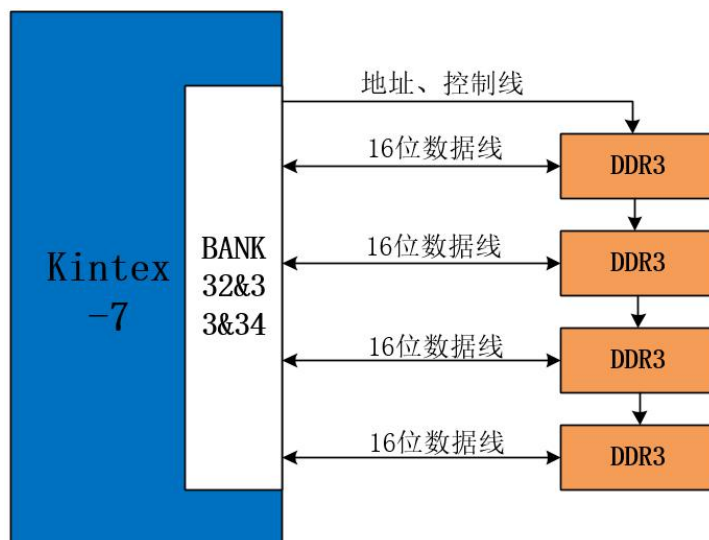 地址、控制线
16位数据线
DDR3
16位数据线
DDR3
Kintex
-7
BANK
32&3
3&34
16位数据线
DDR3
16位数据线
DDR3